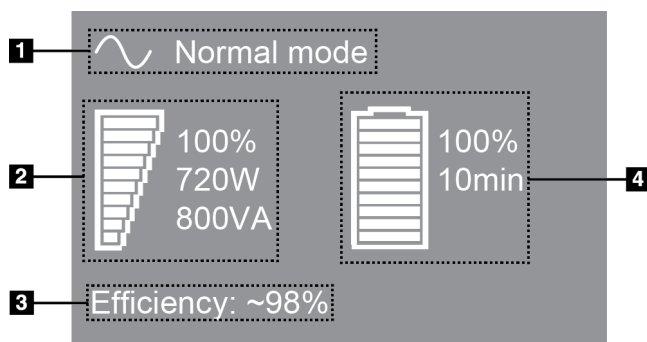 1
Normal mode
2
100%
720W
800VA
100%
10min
4
3
Efficiency: ~98%